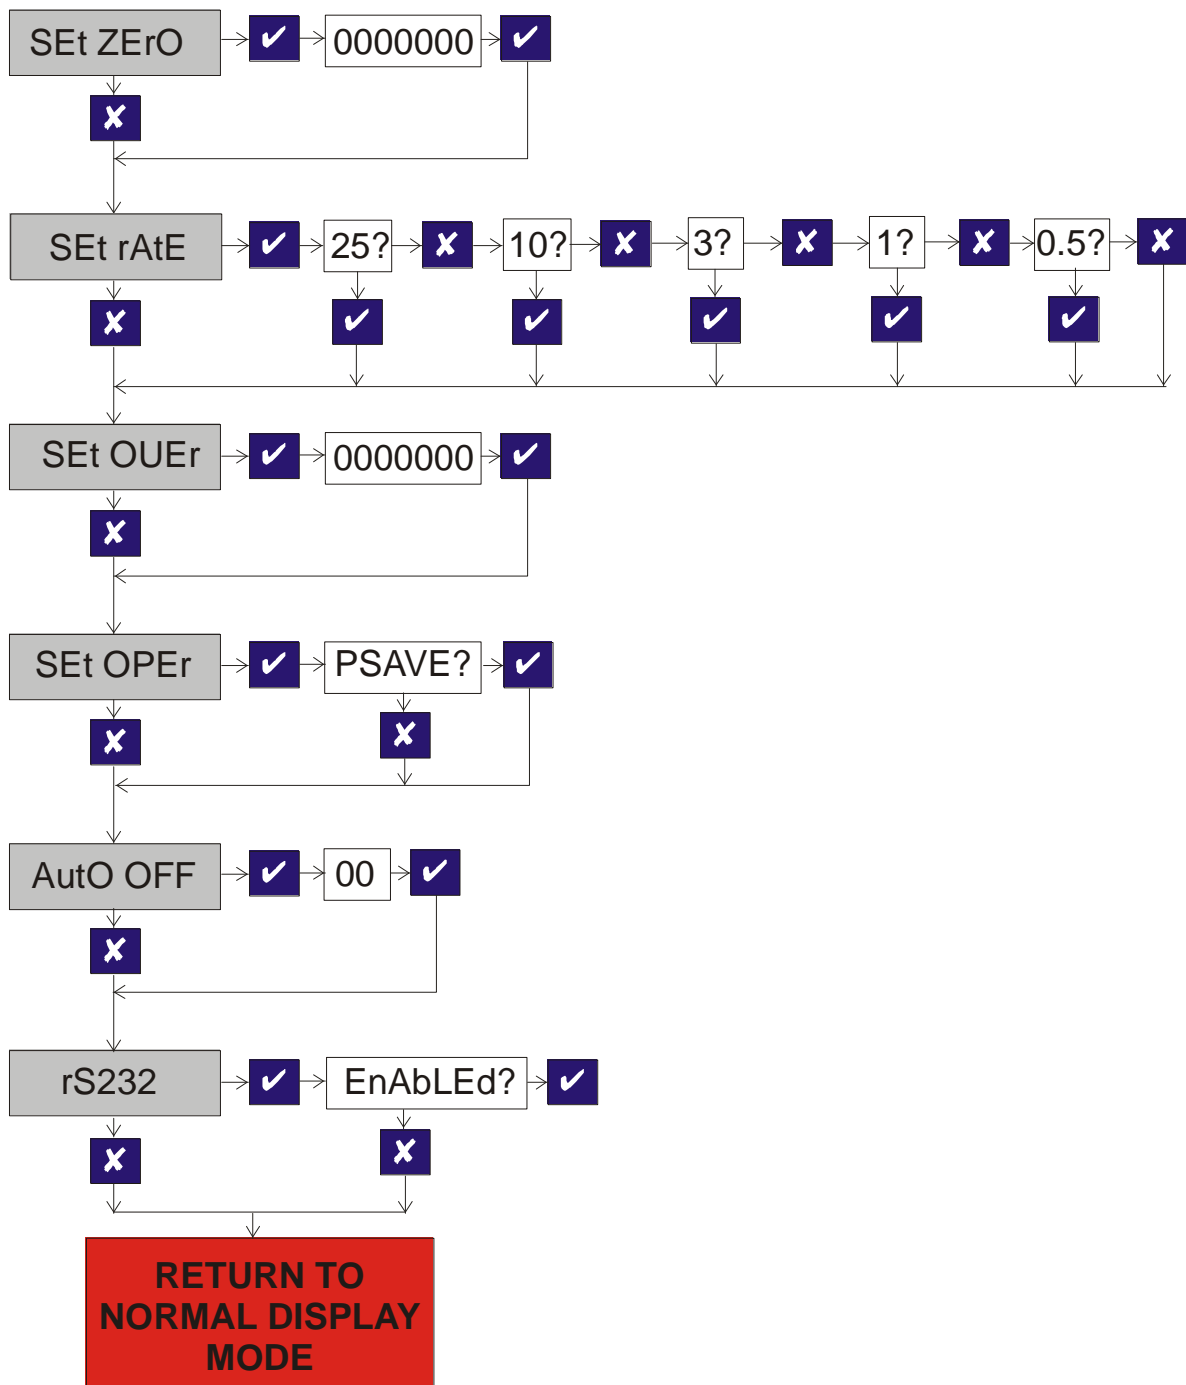 SEt ZErO ✔ 0000000 ✔
✘
SEt rAtE ✔ 25? ✘ 10? ✘ 3? ✘ 1? ✘ 0.5? ✘
✘ ✔ ✔ ✔ ✔ ✔
SEt OUEr ✔ 0000000 ✔
✘
SEt OPEr ✔ PSAVE? ✔
✘ ✘
AutO OFF ✔ 00 ✔
✘
rS232 ✔ EnAbLEd? ✔
✘ ✘
RETURN TO
NORMAL DISPLAY
MODE